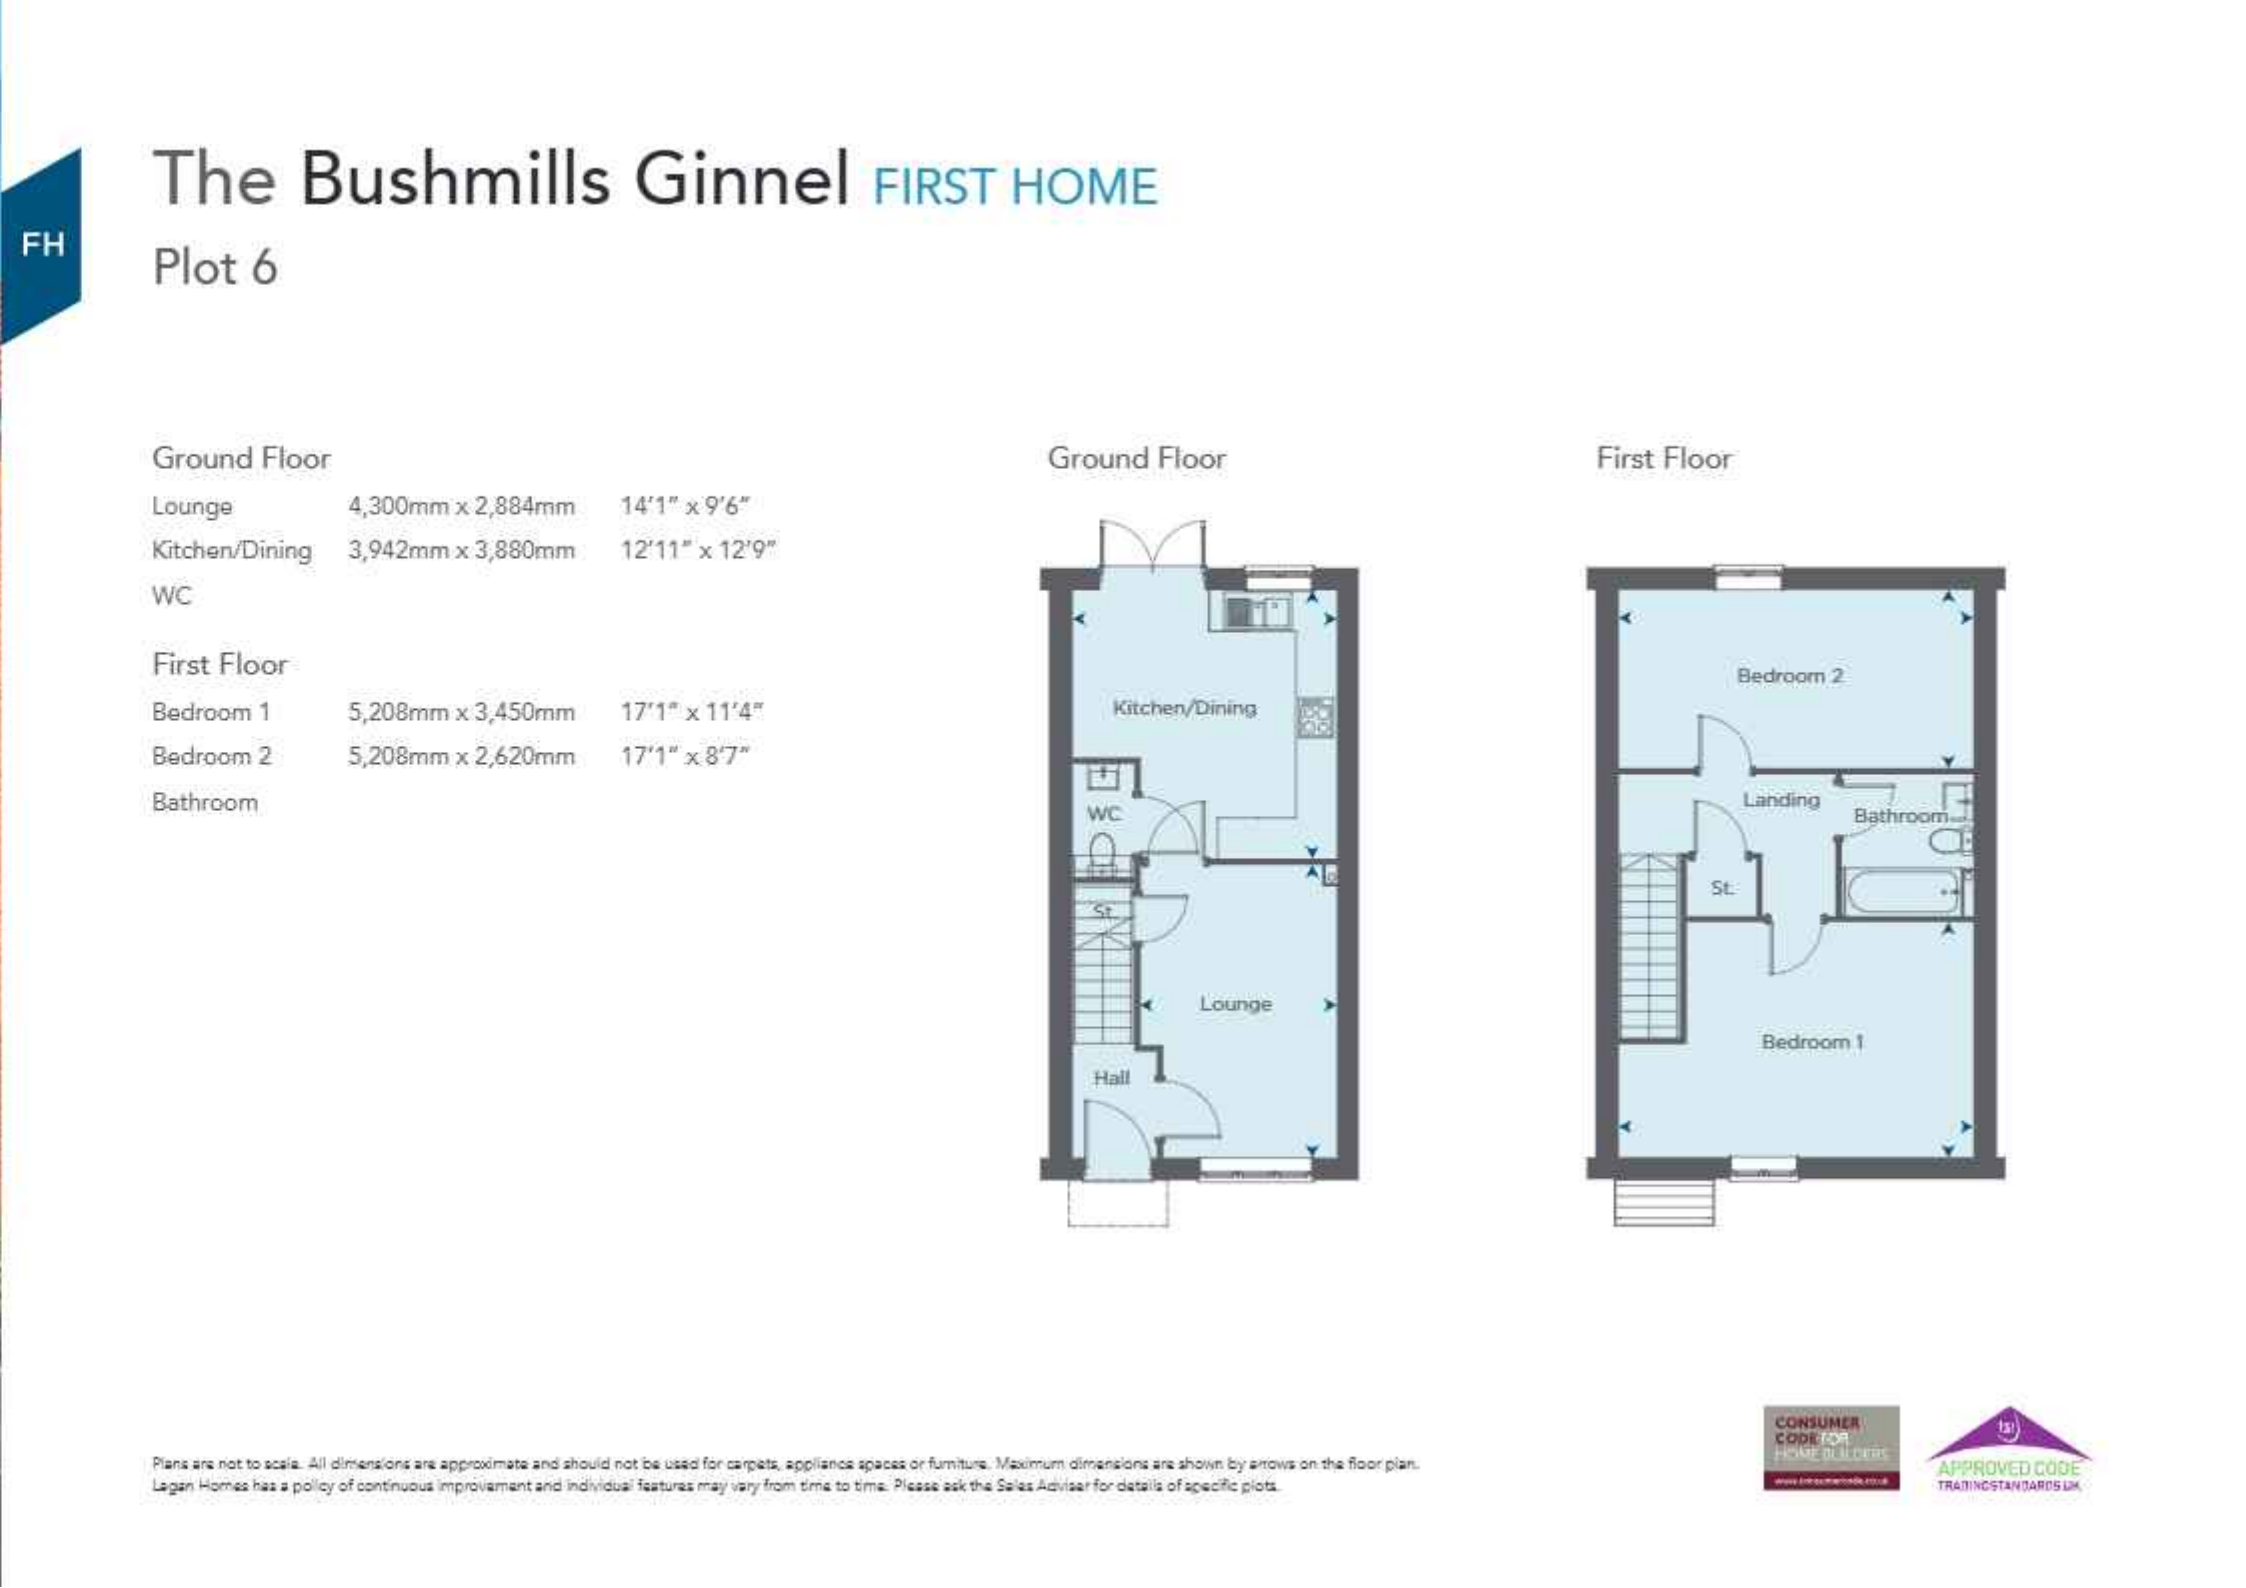 The Bushmills Ginnel FIRST HOME
FH
Plot 6
Ground Floor
Lounge 4,300mm x 2,884mm 14'1" x 9'6"
Kitchen/Dining 3,942mm x 3,880mm 12'11" x 12'9"
WC
First Floor
Bedroom 1 5,208mm x 3,450mm 17'1" x 11'4"
Bedroom 2 5,208mm x 2,620mm 17'1" x 8'7"
Bathroom
Ground Floor
Kitchen/Dining
WC
St.
Lounge
Hall
First Floor
Bedroom 2
Landing
Bathroom
St.
Bedroom 1
Plans are not to scale. All dimensions are approximate and should not be used for carpets, appliance spaces or furniture. Maximum dimensions are shown by arrows on the floor plan.
Lagan Homes has a policy of continuous improvement and individual features may vary from time to time. Please ask the Sales Adviser for details of specific plots.
CONSUMER
CODE FOR
HOME BUILDERS
www.consumercode.co.uk
tsi
APPROVED CODE
TRADINGSTANDARDS.UK